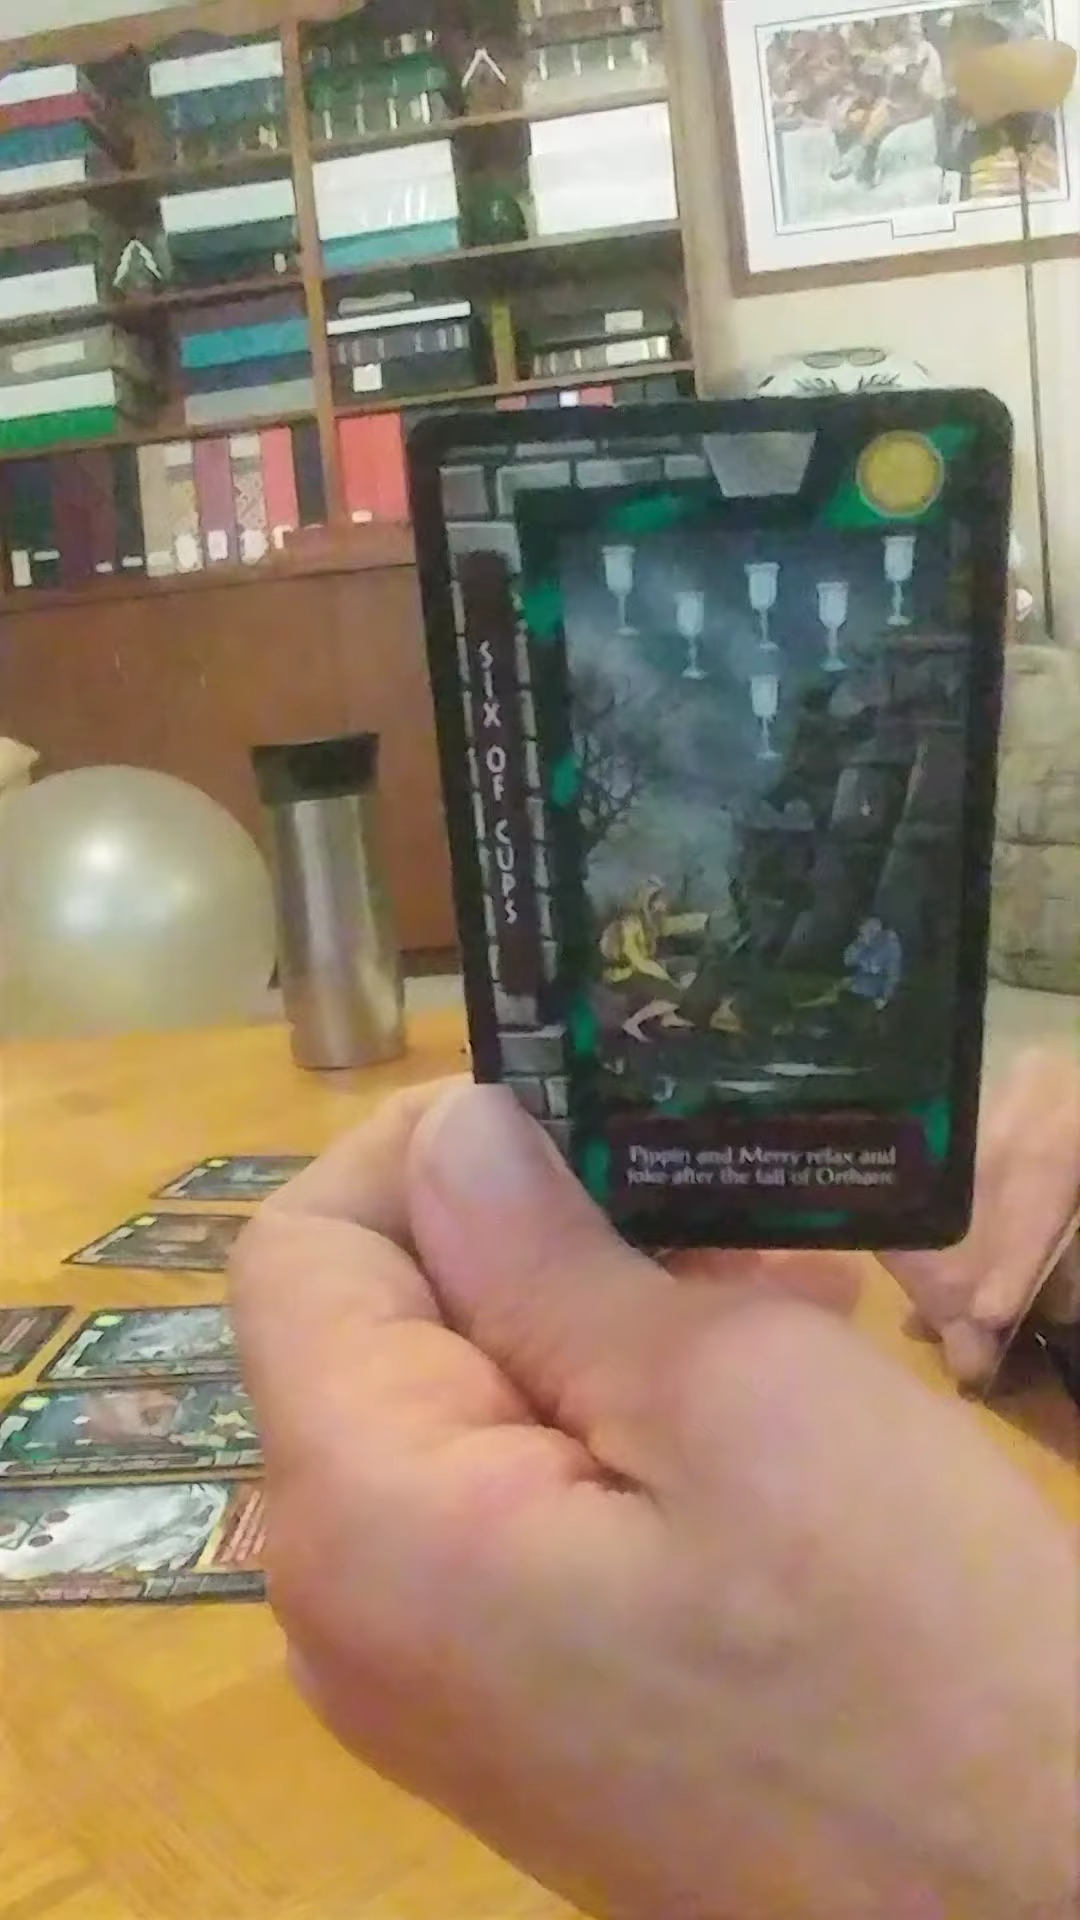 SIX OF CUPS
Pippin and Merry relax and
joke after the fall of Orthanc